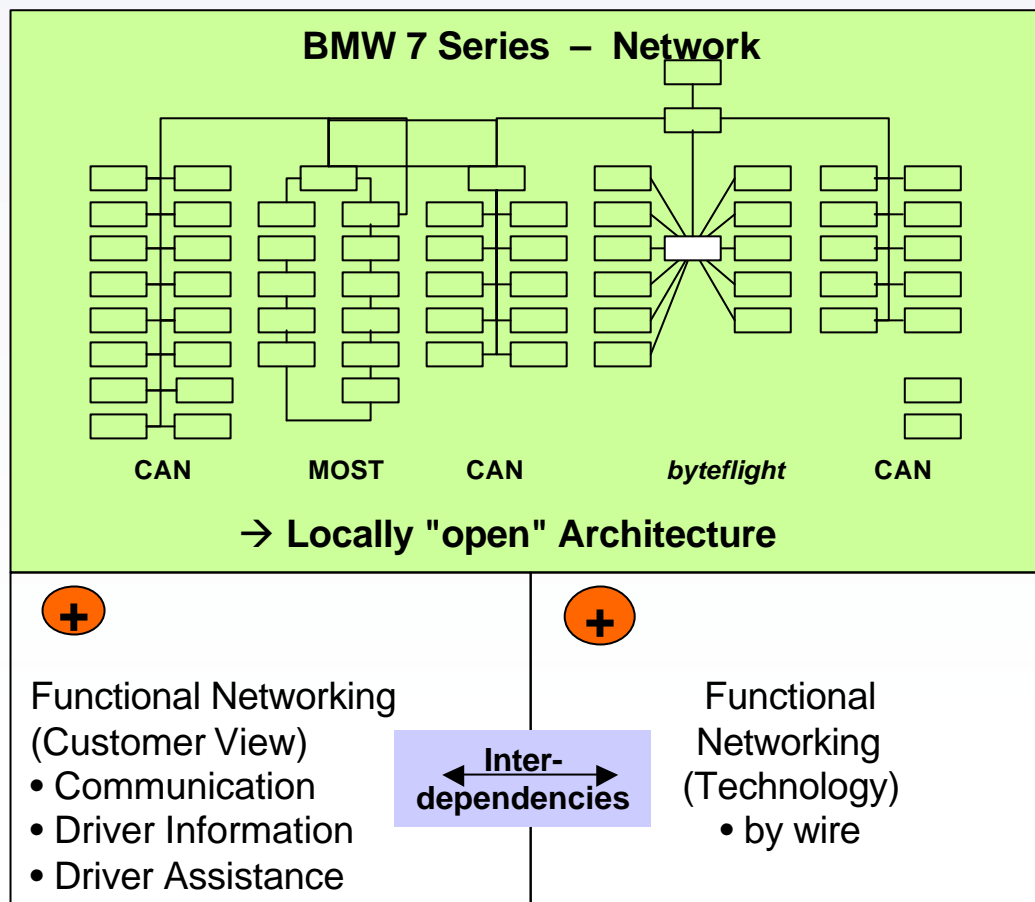 BMW 7 Series – Network
CAN MOST CAN byteflight CAN
→ Locally "open" Architecture
+
+
Functional Networking
(Customer View)
• Communication
• Driver Information
• Driver Assistance
Inter-
dependencies
Functional
Networking
(Technology)
• by wire